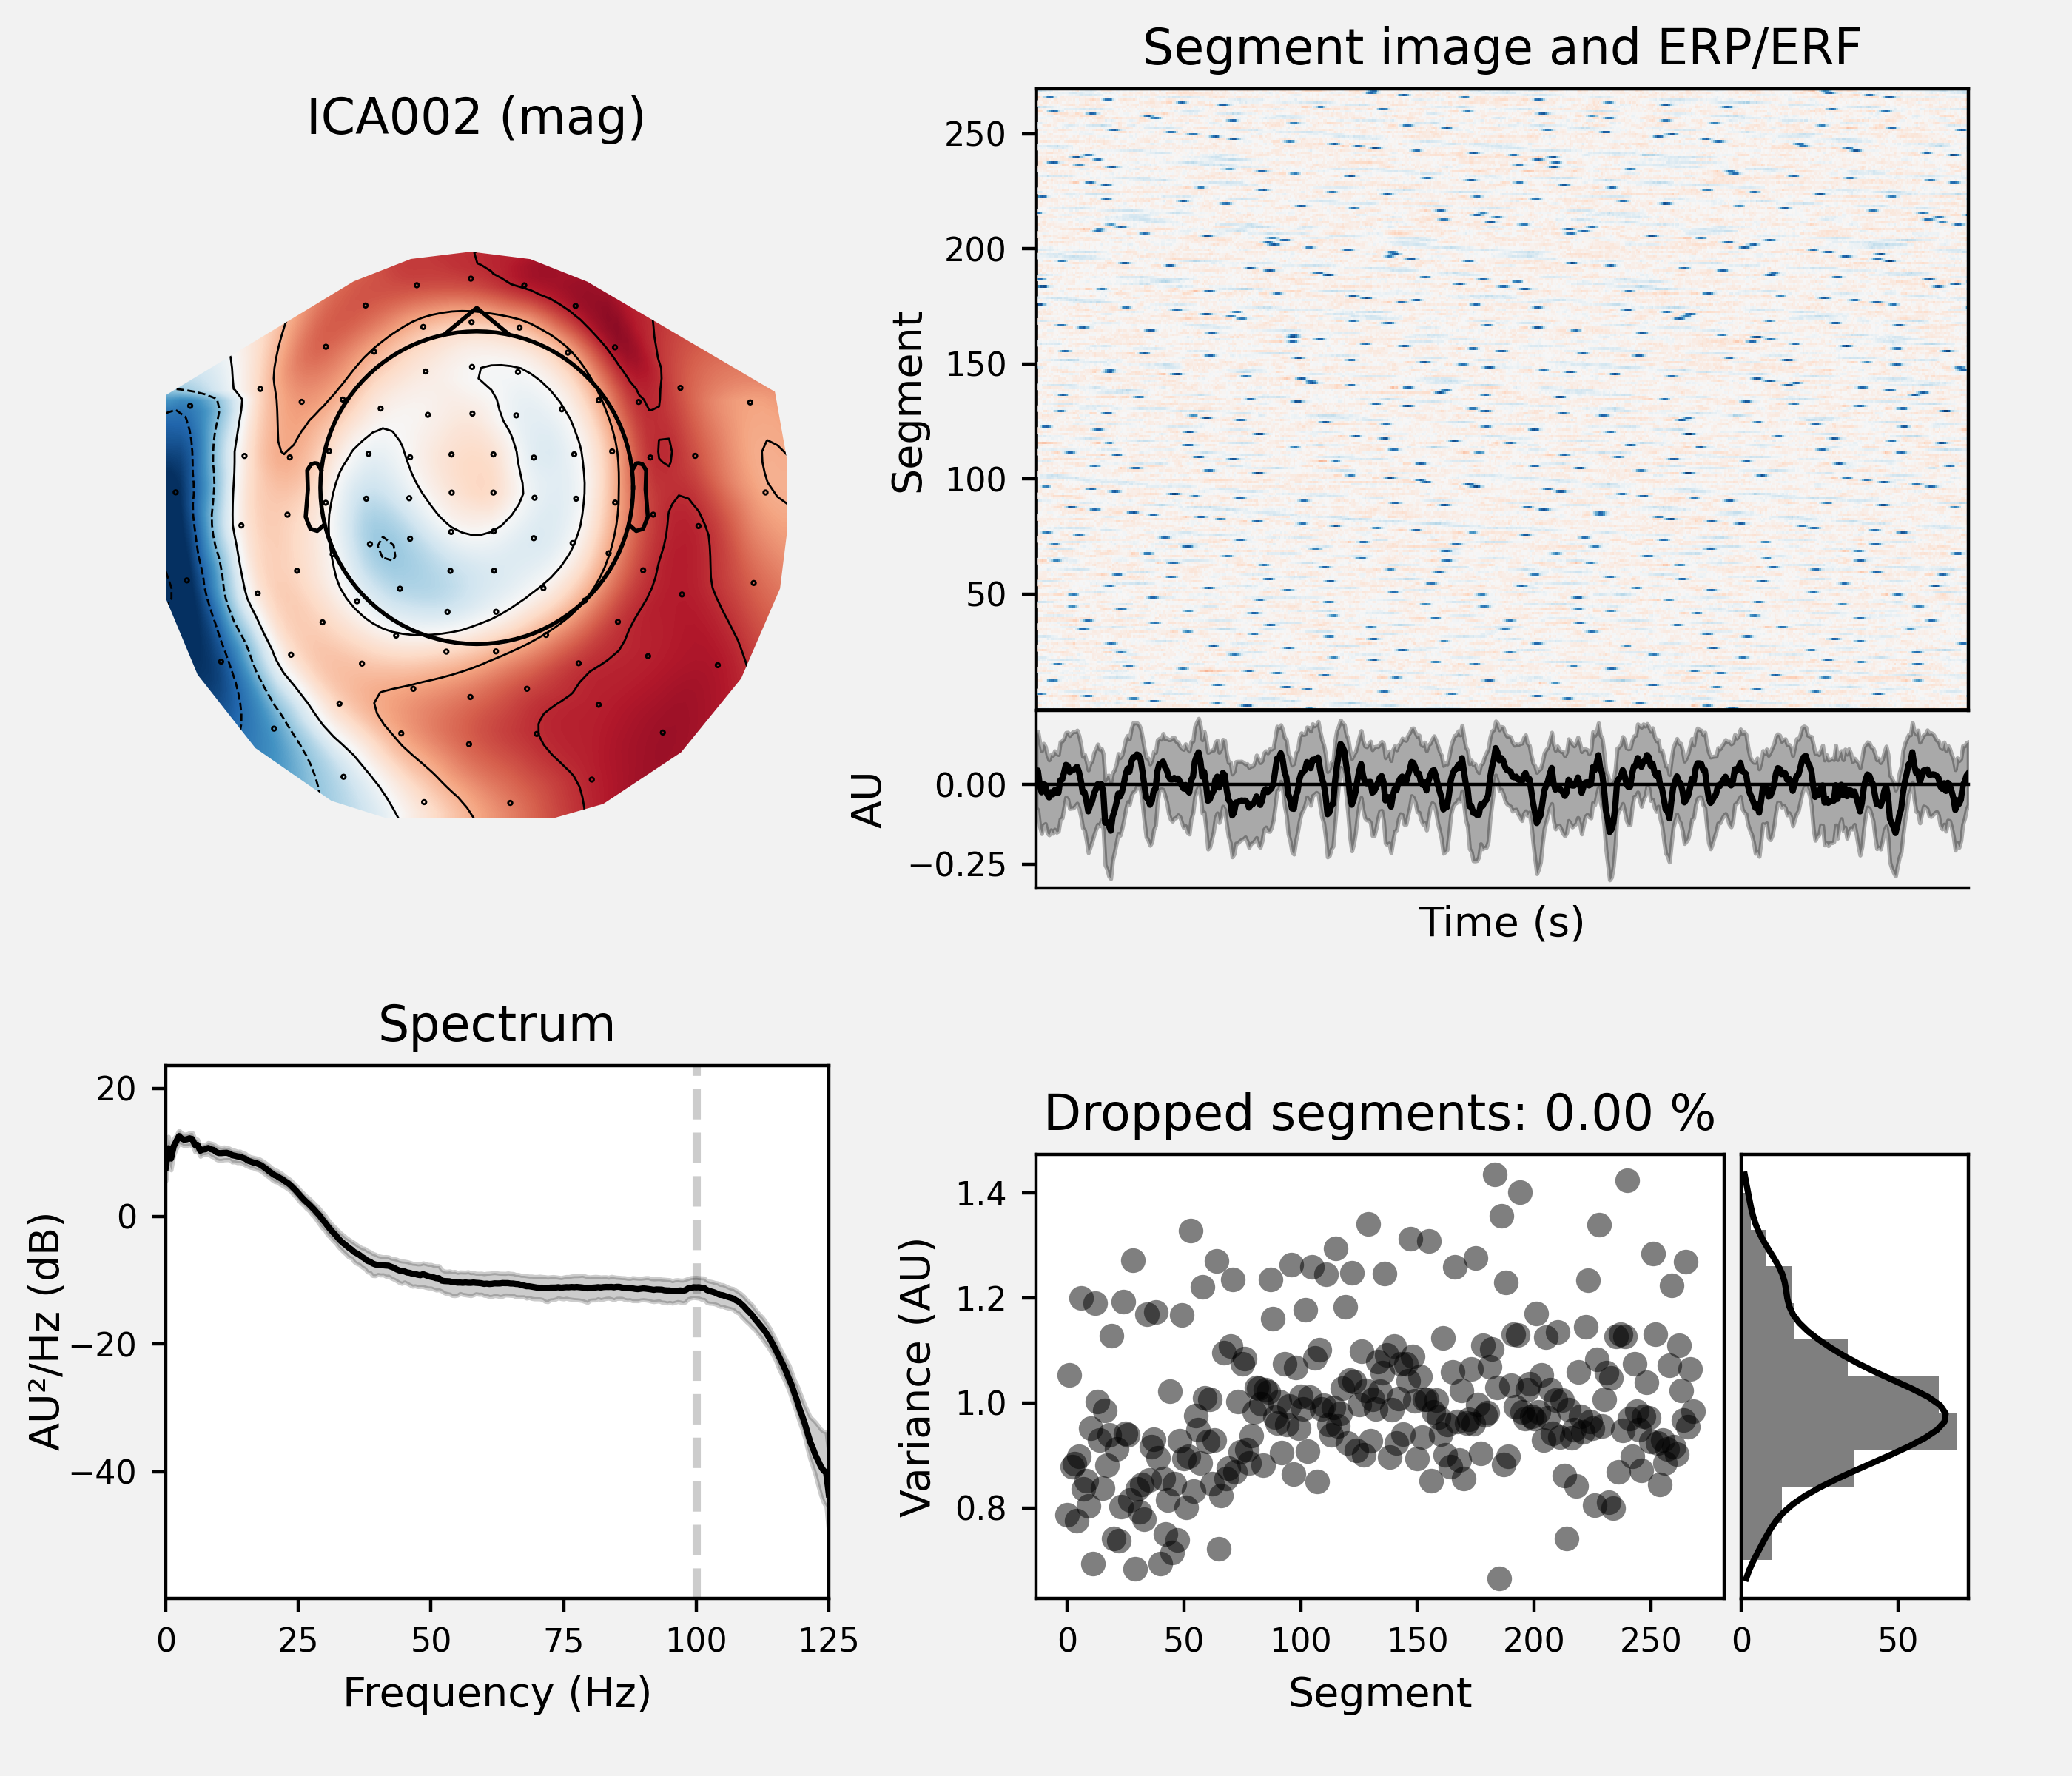 ICA002 (mag)
Segment image and ERP/ERF
Segment
250
200
150
100
50
AU
0.00
−0.25
Time (s)
Spectrum
AU²/Hz (dB)
20
0
−20
−40
0 25 50 75 100 125
Frequency (Hz)
Dropped segments: 0.00 %
Variance (AU)
1.4
1.2
1.0
0.8
0 50 100 150 200 250
Segment
0 50